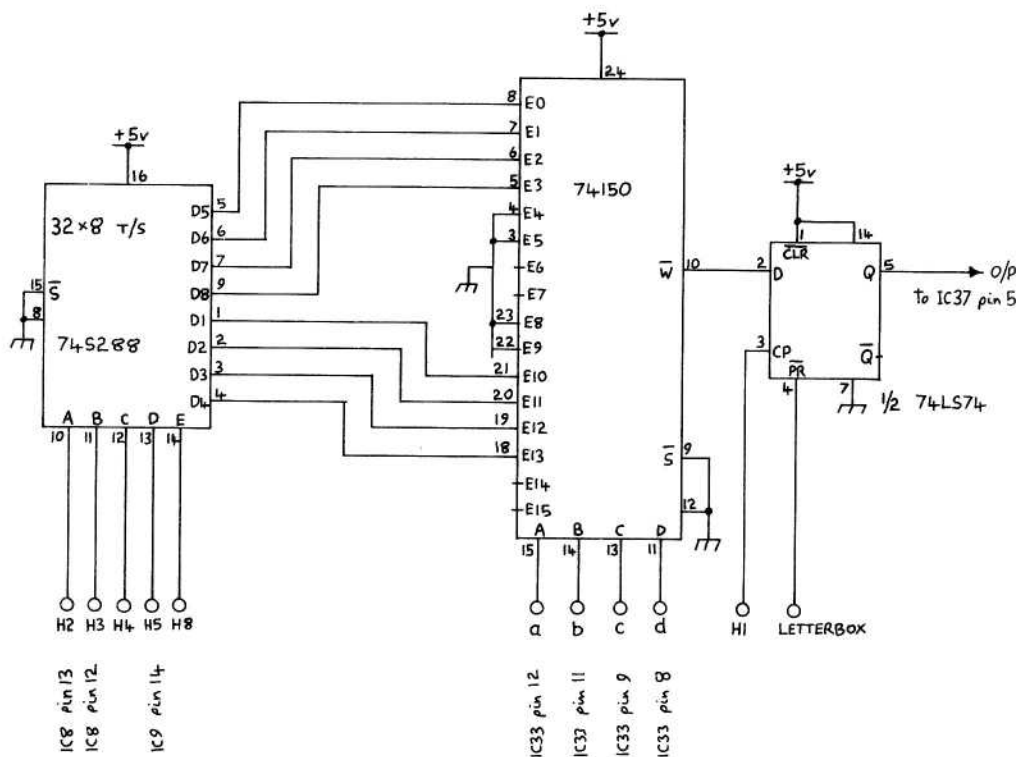 +5v
24
8 E0
7 E1
6 E2
5 E3
4 E4
3 E5
E6
E7
23 E8
22 E9
21 E10
20 E11
19 E12
18 E13
E14
E15
74150
W̅ 10
S̅ 9
12
A B C D
15 14 13 11
a b c d
IC33 pin 12
IC33 pin 11
IC33 pin 9
IC33 pin 8
+5v
16
32×8 T/S
74S288
15 S̅
8
D5 5
D6 6
D7 7
D8 9
D1 1
D2 2
D3 3
D4 4
A B C D E
10 11 12 13 14
H2 H3 H4 H5 H8
IC8 pin 13
IC8 pin 12
IC9 pin 14
+5v
1 14
C̅L̅R̅
2 D
Q 5
O/P
to IC37 pin 5
3 CP
Q̅
P̅R̅
4 7
1/2 74LS74
H1 LETTERBOX